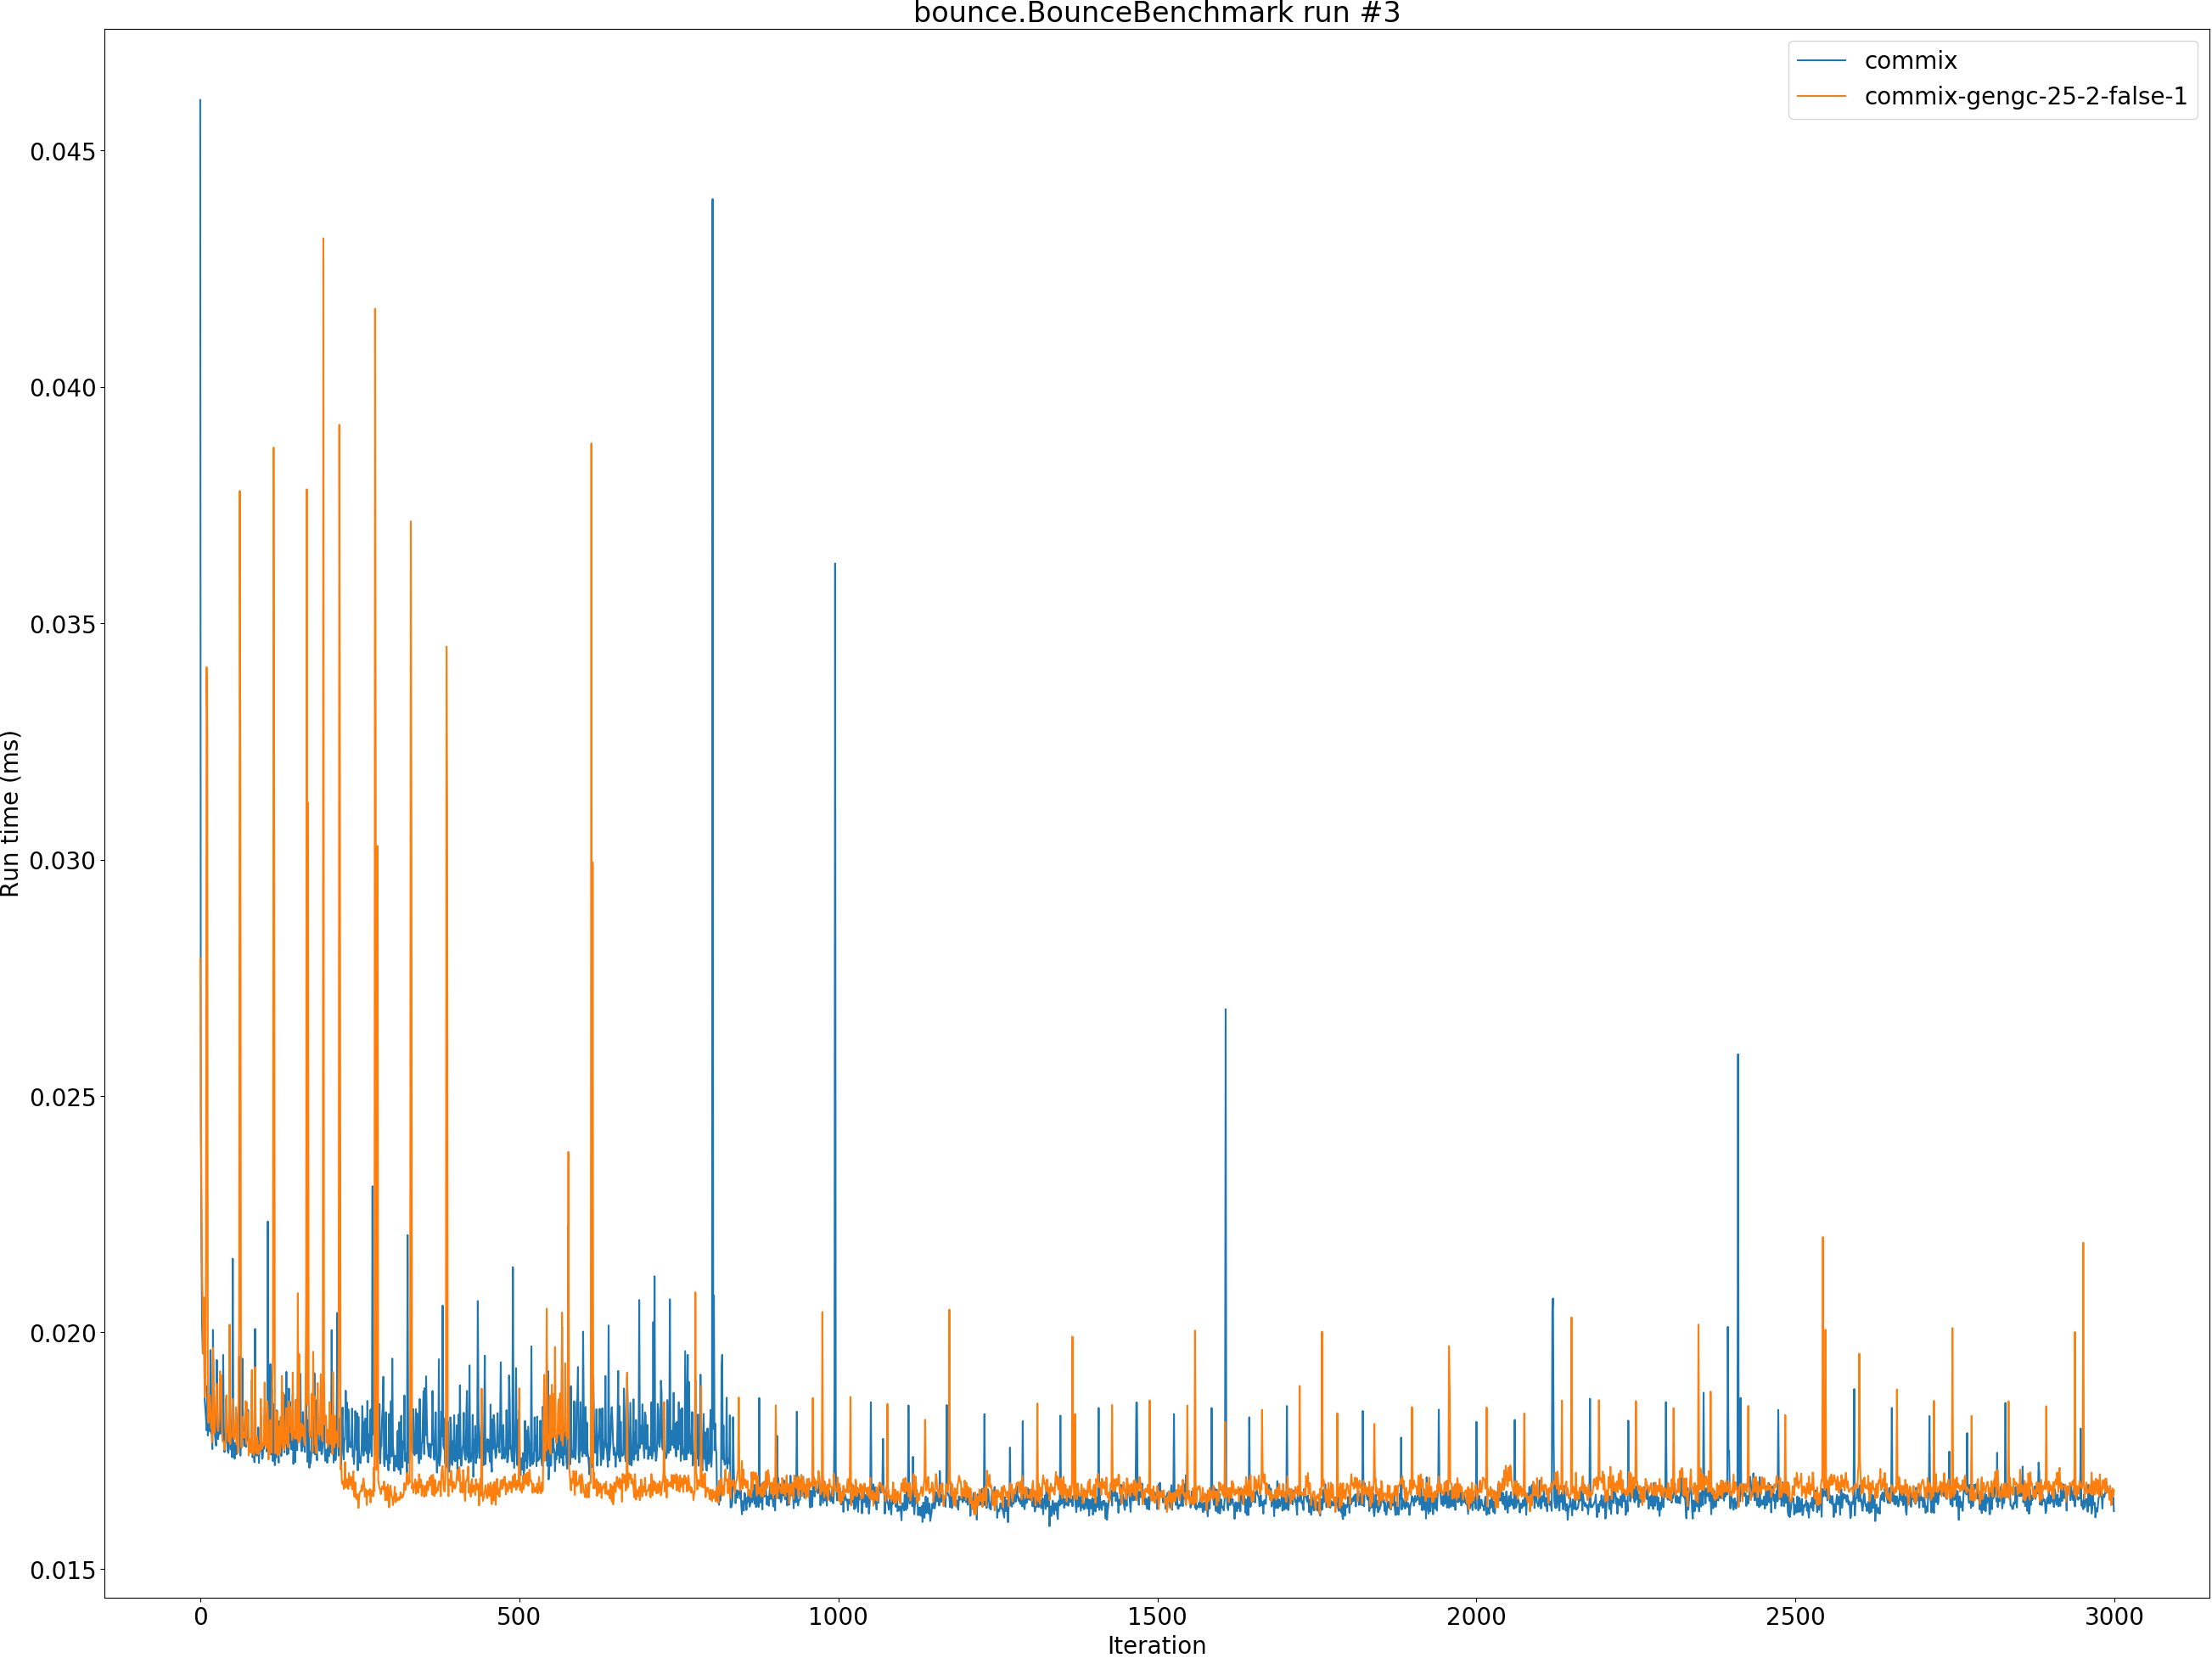 bounce.BounceBenchmark run #3
commix
commix-gengc-25-2-false-1
Run time (ms)
0.045
0.040
0.035
0.030
0.025
0.020
0.015
0 500 1000 1500 2000 2500 3000
Iteration